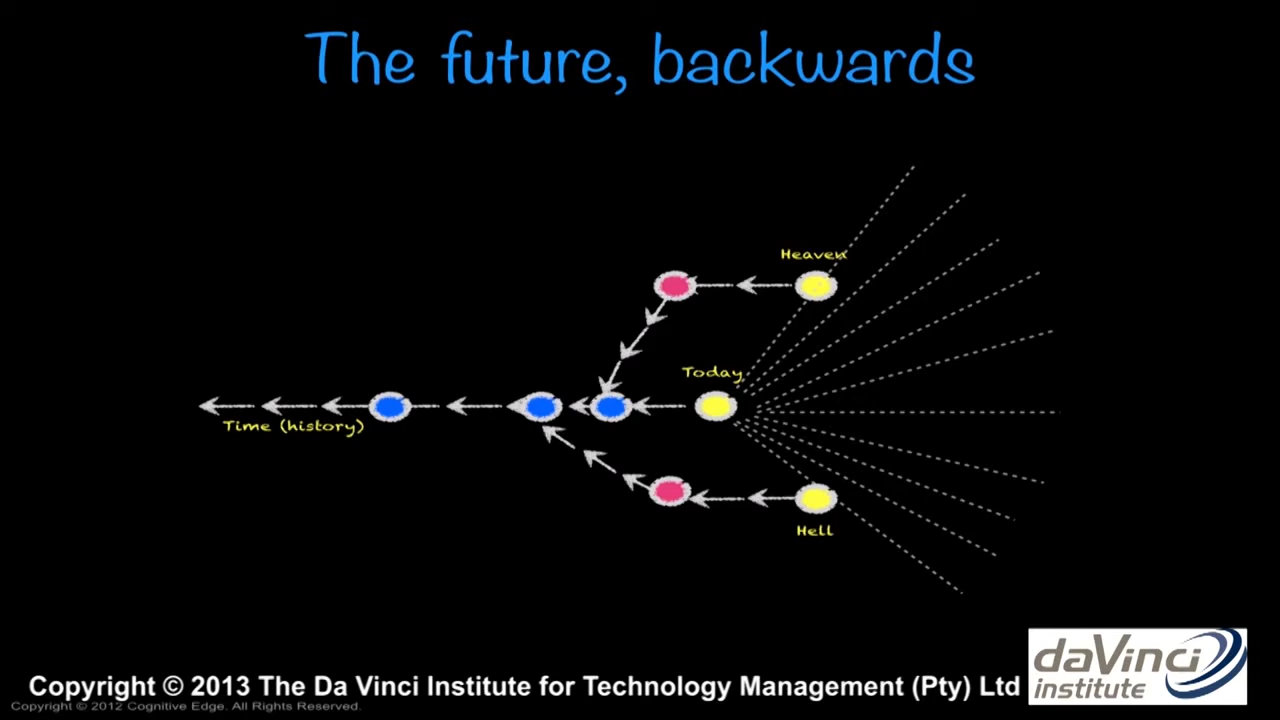 The future, backwards
Heaven
Today
Time (history)
Hell
daVinci
institute
Copyright © 2013 The Da Vinci Institute for Technology Management (Pty) Ltd
Copyright © 2012 Cognitive Edge. All Rights Reserved.